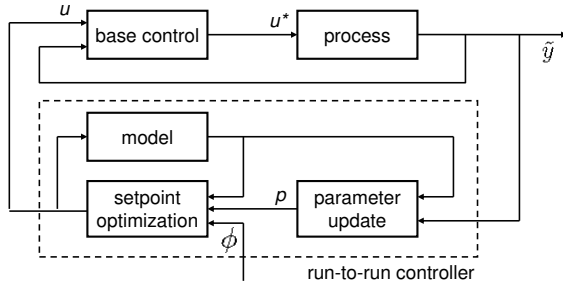 u
base control
u*
process
ỹ
model
setpoint
optimization
p
parameter
update
ϕ
run-to-run controller